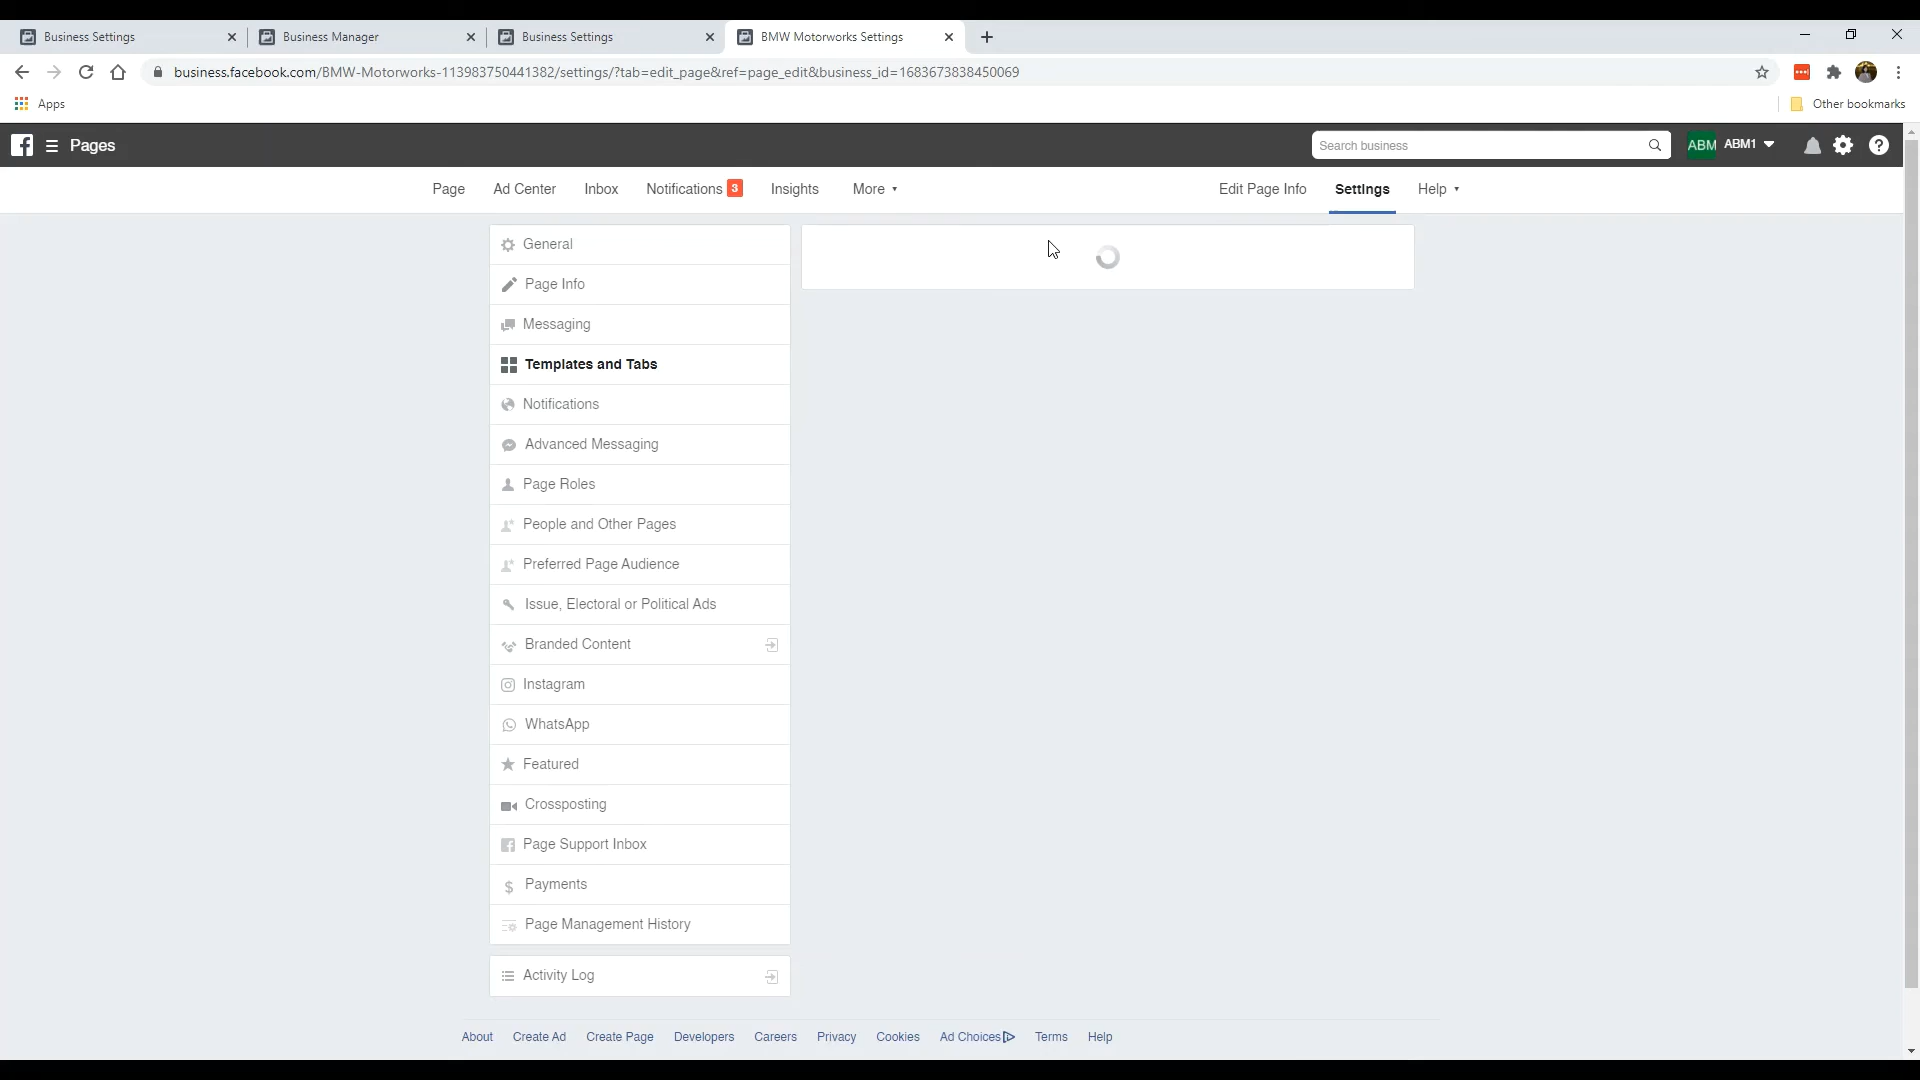 Business Settings
Business Manager
Business Settings
BMW Motorworks Settings
business.facebook.com/BMW-Motorworks-113983750441382/settings/?tab=edit_page&ref=page_edit&business_id=1683673838450069
Apps
Other bookmarks
Pages
Search business
ABM
ABM1
Page
Ad Center
Inbox
Notifications 3
Insights
More
Edit Page Info
Settings
Help
General
Page Info
Messaging
Templates and Tabs
Notifications
Advanced Messaging
Page Roles
People and Other Pages
Preferred Page Audience
Issue, Electoral or Political Ads
Branded Content
Instagram
WhatsApp
Featured
Crossposting
Page Support Inbox
Payments
Page Management History
Activity Log
About Create Ad Create Page Developers Careers Privacy Cookies Ad Choices Terms Help